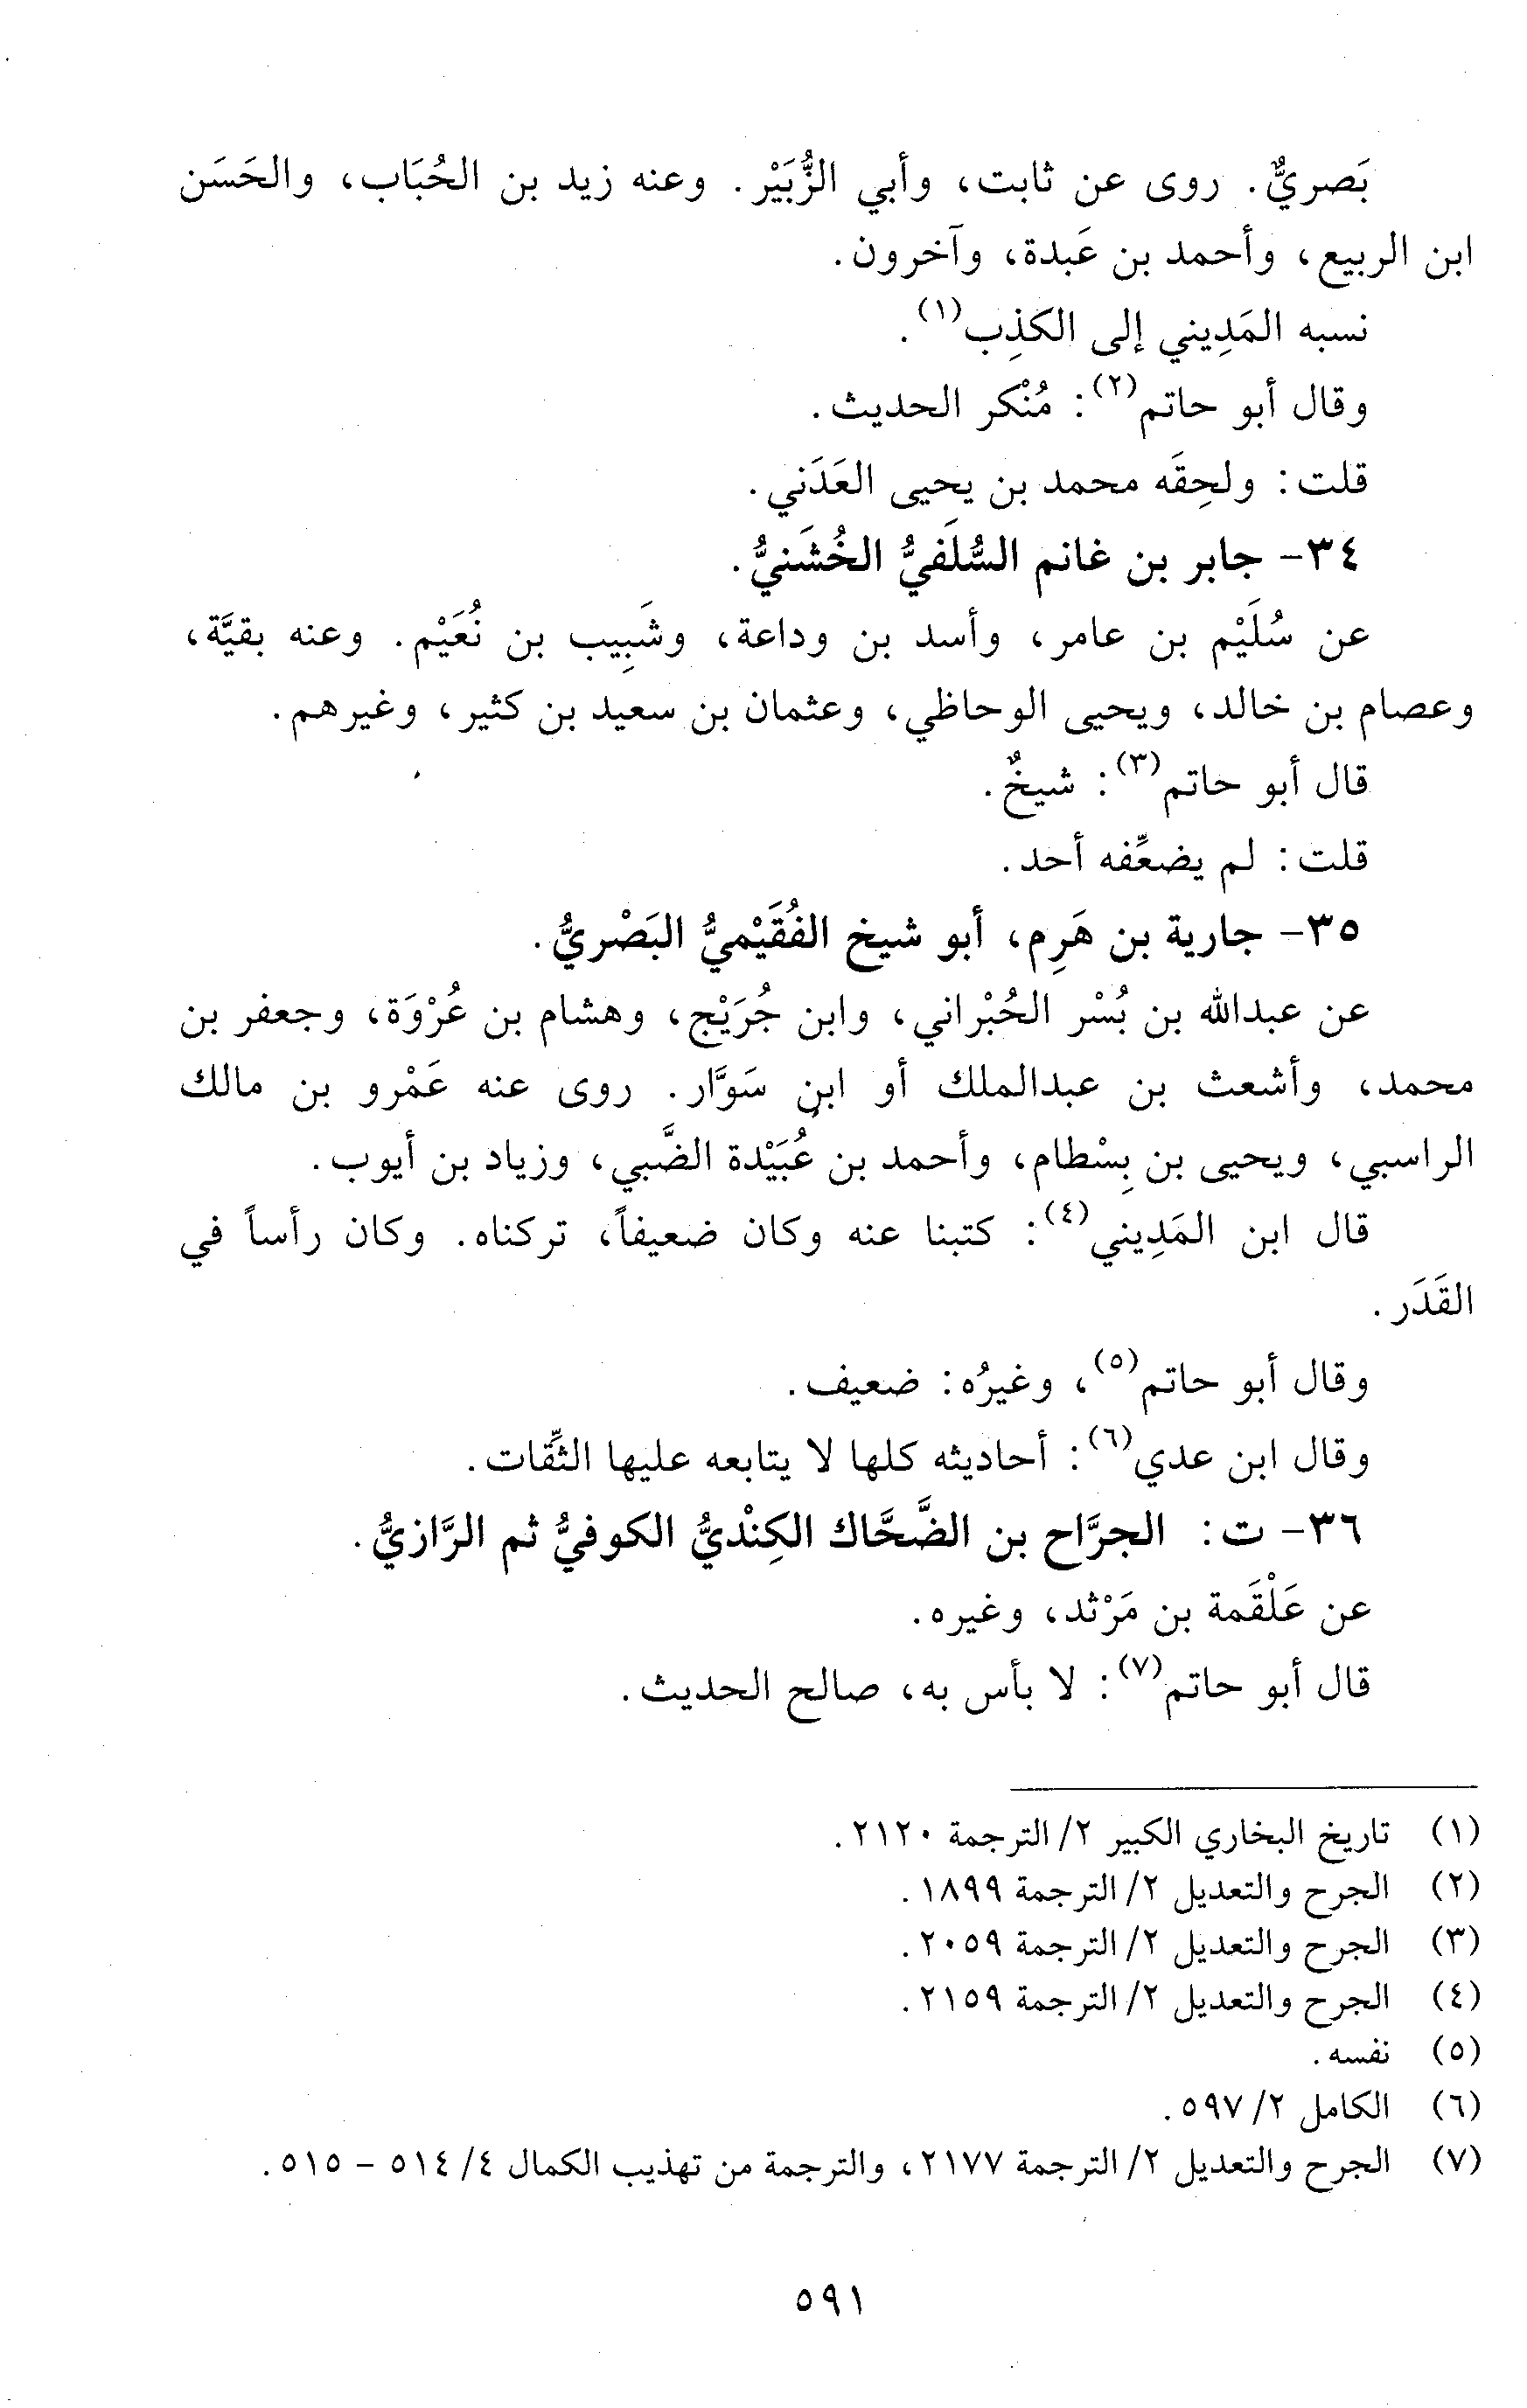 بَصريٌّ. روى عن ثابت، وأبي الزُّبَيْر. وعنه زيد بن الحُبَاب، والحَسَن
ابن الربيع، وأحمد بن عَبدة، وآخرون.
نسبه المَدِيني إلى الكذِب(١).
وقال أبو حاتم(٢): مُنْكر الحديث.
قلت: ولحِقَه محمد بن يحيى العَدَني.
٣٤- جابر بن غانم السُّلَفيُّ الخُشَنيُّ.
عن سُلَيْم بن عامر، وأسد بن وداعة، وشَبِيب بن نُعَيْم. وعنه بقيَّة،
وعصام بن خالد، ويحيى الوحاظي، وعثمان بن سعيد بن كثير، وغيرهم.
قال أبو حاتم(٣): شيخٌ.
قلت: لم يضعِّفه أحد.
٣٥- جارية بن هَرِم، أبو شيخ الفُقَيْميُّ البَصْريُّ.
عن عبدالله بن بُسْر الحُبْراني، وابن جُرَيْج، وهشام بن عُرْوَة، وجعفر بن
محمد، وأشعث بن عبدالملك أو ابن سَوَّار. روى عنه عَمْرو بن مالك
الراسبي، ويحيى بن بِسْطام، وأحمد بن عُبَيْدة الضَّبي، وزياد بن أيوب.
قال ابن المَدِيني(٤): كتبنا عنه وكان ضعيفاً، تركناه. وكان رأساً في
القَدَر.
وقال أبو حاتم(٥)، وغيرُه: ضعيف.
وقال ابن عدي(٦): أحاديثه كلها لا يتابعه عليها الثِّقات.
٣٦- ت: الجرَّاح بن الضَّحَّاك الكِنْديُّ الكوفيُّ ثم الرَّازيُّ.
عن عَلْقَمة بن مَرْثد، وغيره.
قال أبو حاتم(٧): لا بأس به، صالح الحديث.
(١) تاريخ البخاري الكبير ٢/ الترجمة ٢١٢٠.
(٢) الجرح والتعديل ٢/ الترجمة ١٨٩٩.
(٣) الجرح والتعديل ٢/ الترجمة ٢٠٥٩.
(٤) الجرح والتعديل ٢/ الترجمة ٢١٥٩.
(٥) نفسه.
(٦) الكامل ٢/ ٥٩٧.
(٧) الجرح والتعديل ٢/ الترجمة ٢١٧٧، والترجمة من تهذيب الكمال ٤/ ٥١٤ - ٥١٥.
٥٩١